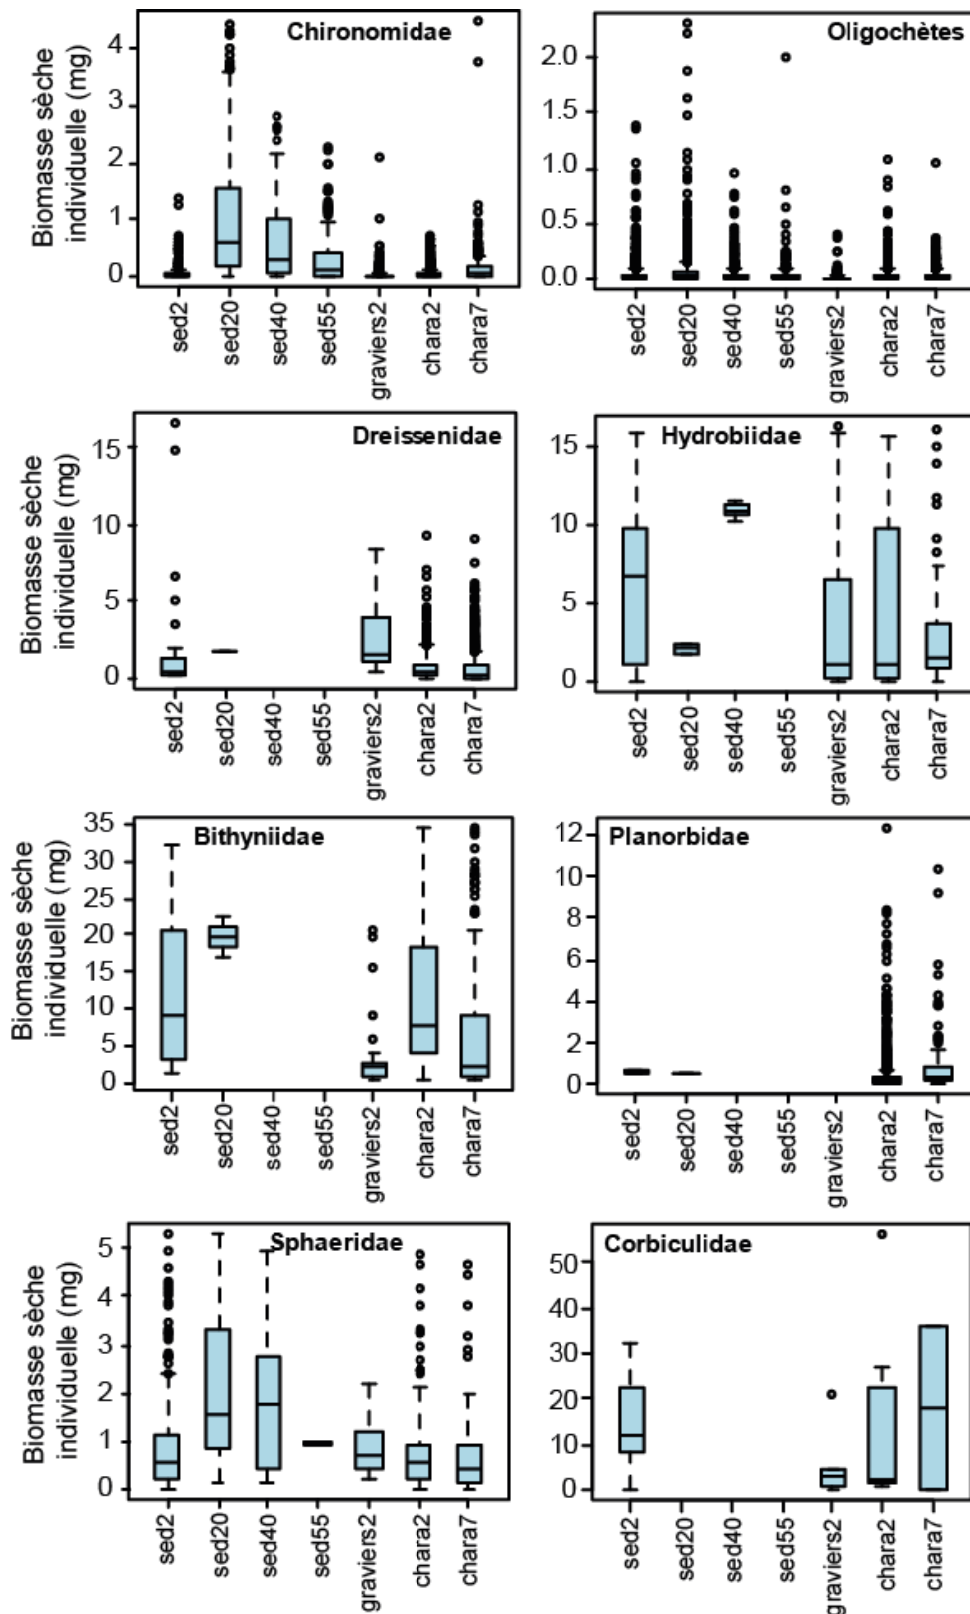 Chironomidae
Biomasse sèche
individuelle (mg)
4
3
2
1
0
sed2
sed20
sed40
sed55
graviers2
chara2
chara7
Oligochètes
2.0
1.5
1.0
0.5
0.0
sed2
sed20
sed40
sed55
graviers2
chara2
chara7
Dreissenidae
Biomasse sèche
individuelle (mg)
15
10
5
0
sed2
sed20
sed40
sed55
graviers2
chara2
chara7
Hydrobiidae
15
10
5
0
sed2
sed20
sed40
sed55
graviers2
chara2
chara7
Bithyniidae
Biomasse sèche
individuelle (mg)
35
30
25
20
15
10
5
0
sed2
sed20
sed40
sed55
graviers2
chara2
chara7
Planorbidae
12
10
8
6
4
2
0
sed2
sed20
sed40
sed55
graviers2
chara2
chara7
Sphaeridae
Biomasse sèche
individuelle (mg)
5
4
3
2
1
0
sed2
sed20
sed40
sed55
graviers2
chara2
chara7
Corbiculidae
50
40
30
20
10
0
sed2
sed20
sed40
sed55
graviers2
chara2
chara7